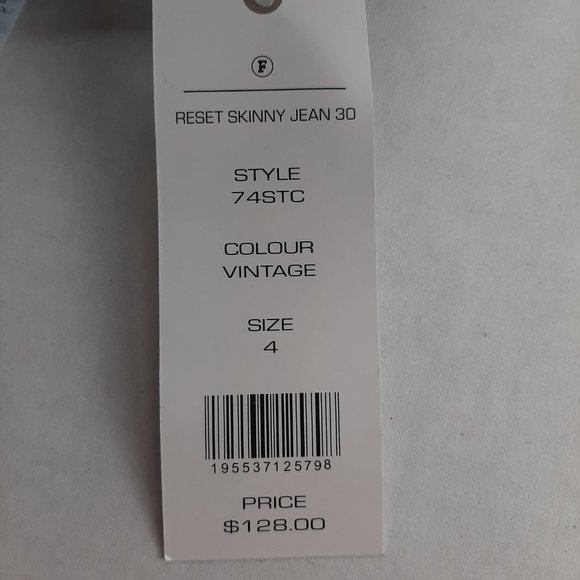 F
RESET SKINNY JEAN 30
STYLE
74STC
COLOUR
VINTAGE
SIZE
4
195537125798
PRICE
$128.00